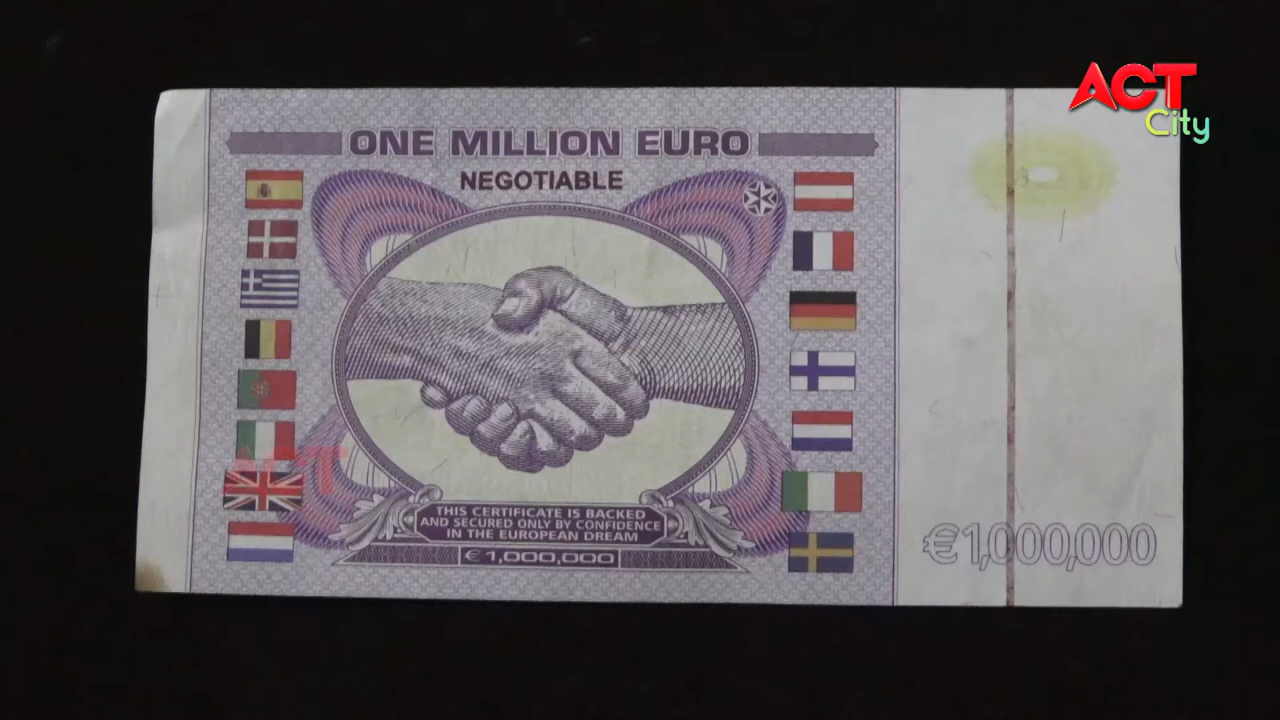 ACT
City
ONE MILLION EURO
NEGOTIABLE
THIS CERTIFICATE IS BACKED
AND SECURED ONLY BY CONFIDENCE
IN THE EUROPEAN DREAM
€1,000,000
€1,000,000